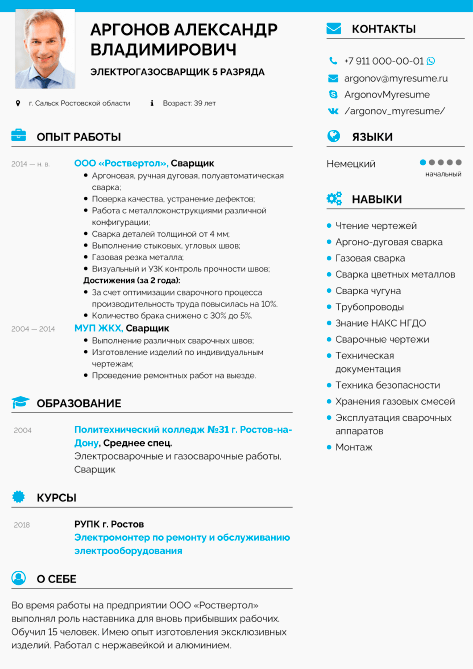 АРГОНОВ АЛЕКСАНДР
ВЛАДИМИРОВИЧ
ЭЛЕКТРОГАЗОСВАРЩИК 5 РАЗРЯДА
г. Сальск Ростовской области
Возраст: 39 лет
ОПЫТ РАБОТЫ
2014 — н. в.
ООО «Роствертол», Сварщик
Аргоновая, ручная дуговая, полуавтоматическая
сварка;
Поверка качества, устранение дефектов;
Работа с металлоконструкциями различной
конфигурации;
Сварка деталей толщиной от 4 мм;
Выполнение стыковых, угловых швов;
Газовая резка металла;
Визуальный и УЗК контроль прочности швов;
Достижения (за 2 года):
За счет оптимизации сварочного процесса
производительность труда повысилась на 10%.
Количество брака снижено с 30% до 5%.
2004 — 2014
МУП ЖКХ, Сварщик
Выполнение различных сварочных швов;
Изготовление изделий по индивидуальным
чертежам;
Проведение ремонтных работ на выезде.
ОБРАЗОВАНИЕ
2004
Политехнический колледж №31 г. Ростов-на-
Дону, Среднее спец.
Электросварочные и газосварочные работы,
Сварщик
КУРСЫ
2018
РУПК г. Ростов
Электромонтер по ремонту и обслуживанию
электрооборудования
О СЕБЕ
Во время работы на предприятии ООО «Роствертол»
выполнял роль наставника для вновь прибывших рабочих.
Обучил 15 человек. Имею опыт изготовления эксклюзивных
изделий. Работал с нержавейкой и алюминием.
КОНТАКТЫ
+7 911 000-00-01
argonov@myresume.ru
ArgonovMyresume
/argonov_myresume/
ЯЗЫКИ
Немецкий
начальный
НАВЫКИ
Чтение чертежей
Аргоно-дуговая сварка
Газовая сварка
Сварка цветных металлов
Сварка чугуна
Трубопроводы
Знание НАКС НГДО
Сварочные чертежи
Техническая
документация
Техника безопасности
Хранения газовых смесей
Эксплуатация сварочных
аппаратов
Монтаж